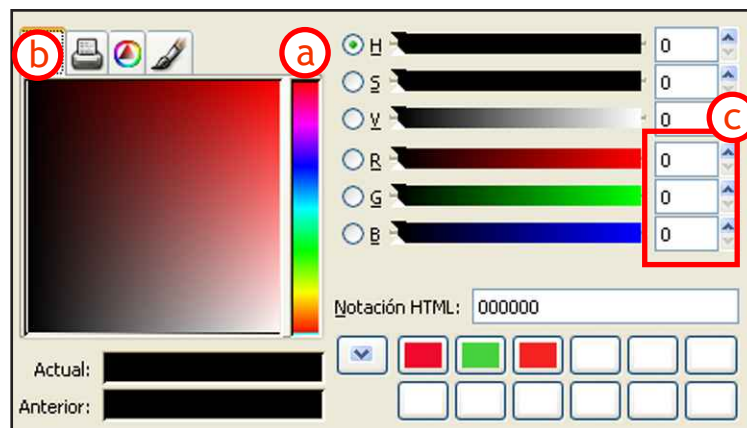 b
a
H 0
S 0
V 0
c
R 0
G 0
B 0
Notación HTML: 000000
Actual:
Anterior: